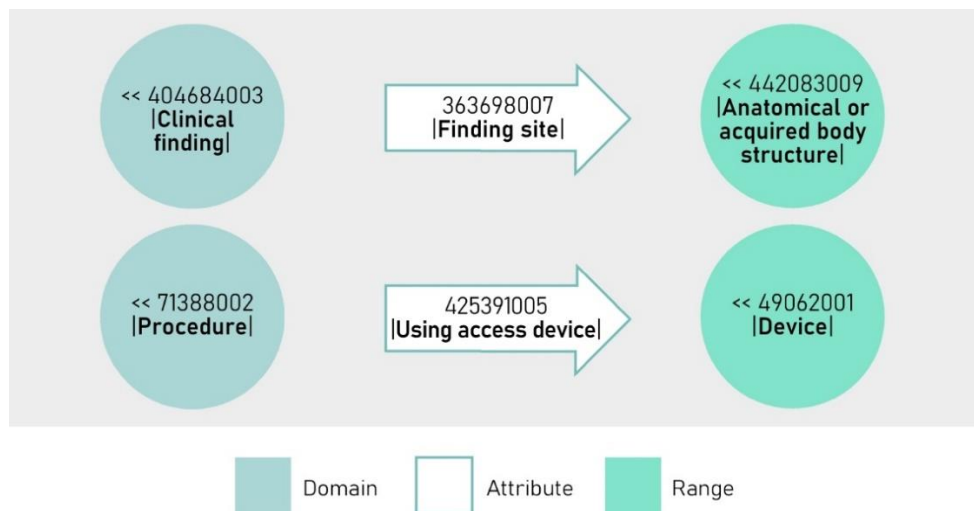 << 404684003
|Clinical
finding|
363698007
|Finding site|
<< 442083009
|Anatomical or
acquired body
structure|
<< 71388002
|Procedure|
425391005
|Using access device|
<< 49062001
|Device|
Domain
Attribute
Range